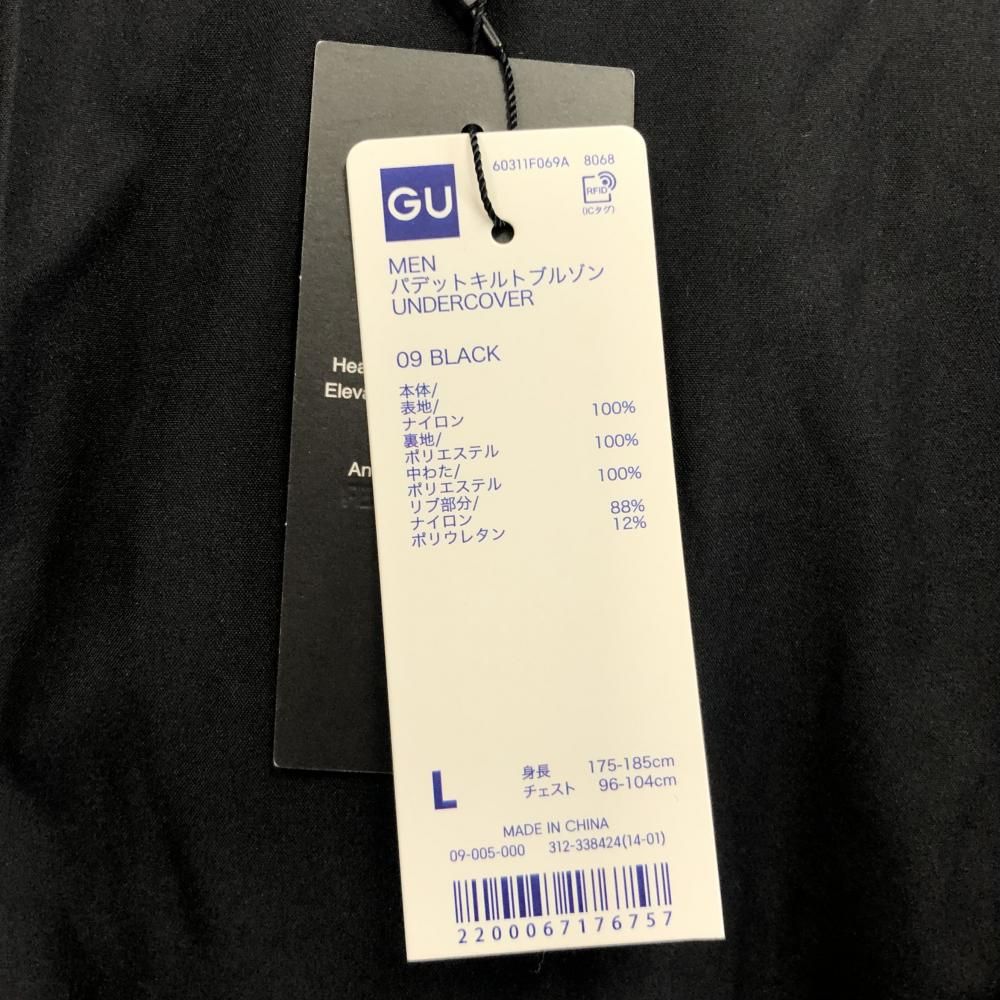 60311F069A 8068
GU
RFID
(ICタグ)
MEN
パデットキルトブルゾン
UNDERCOVER
09 BLACK
本体/
表地/
ナイロン 100%
裏地/
ポリエステル 100%
中わた/
ポリエステル 100%
リブ部分/
ナイロン 88%
ポリウレタン 12%
L
身長 175-185cm
チェスト 96-104cm
MADE IN CHINA
09-005-000 312-338424(14-01)
2200067176757